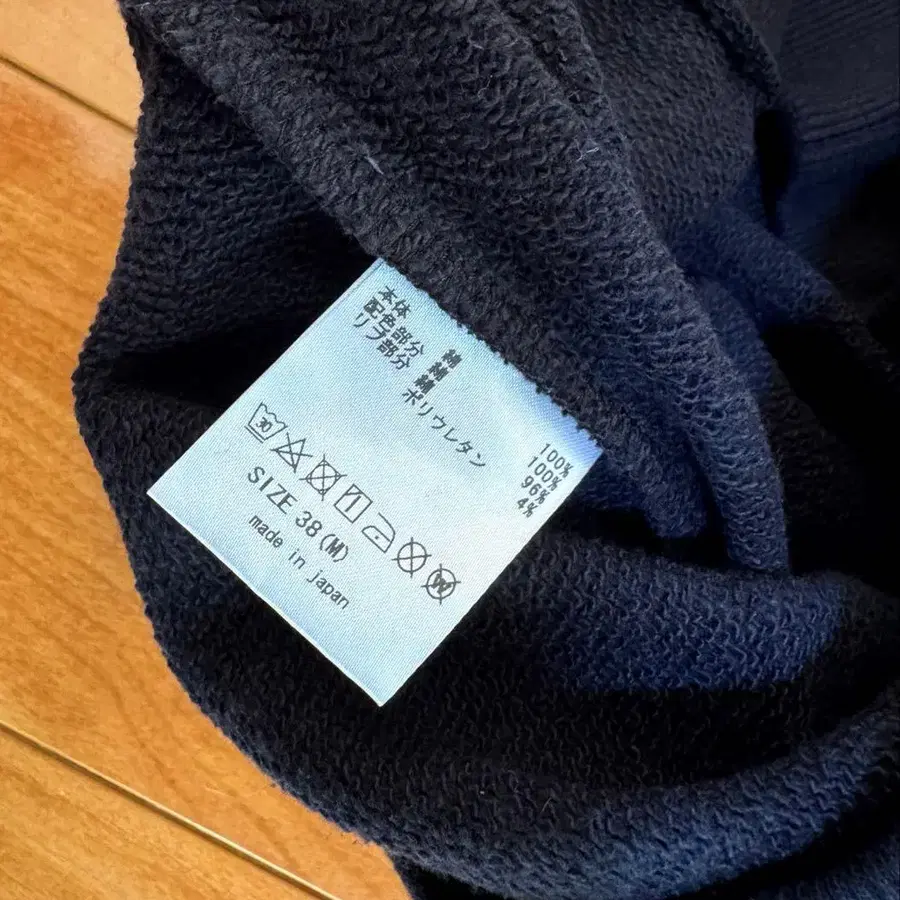 本体 綿 100%
配色部分 綿 100%
リブ部分 綿 96%
ポリウレタン 4%
30
SIZE 38(M)
made in japan